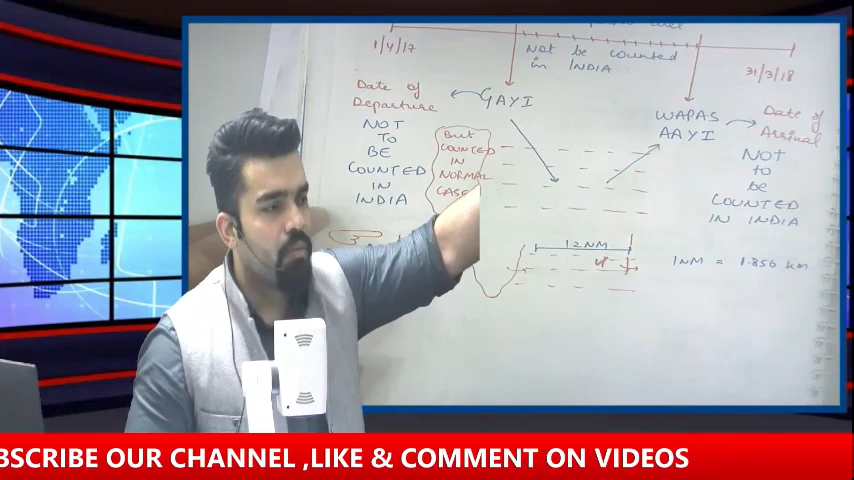 1/4/17
NOT be counted
in INDIA
31/3/18
Date of
Departure
GAYI
WAPAS
AAYI
Date of
Arrival
NOT
TO
BE
COUNTED
IN
INDIA
BUT
COUNTED
IN
NORMAL
CASE
NOT
to
be
COUNTED
IN INDIA
12NM
1NM = 1.856 km
BSCRIBE OUR CHANNEL ,LIKE & COMMENT ON VIDEOS